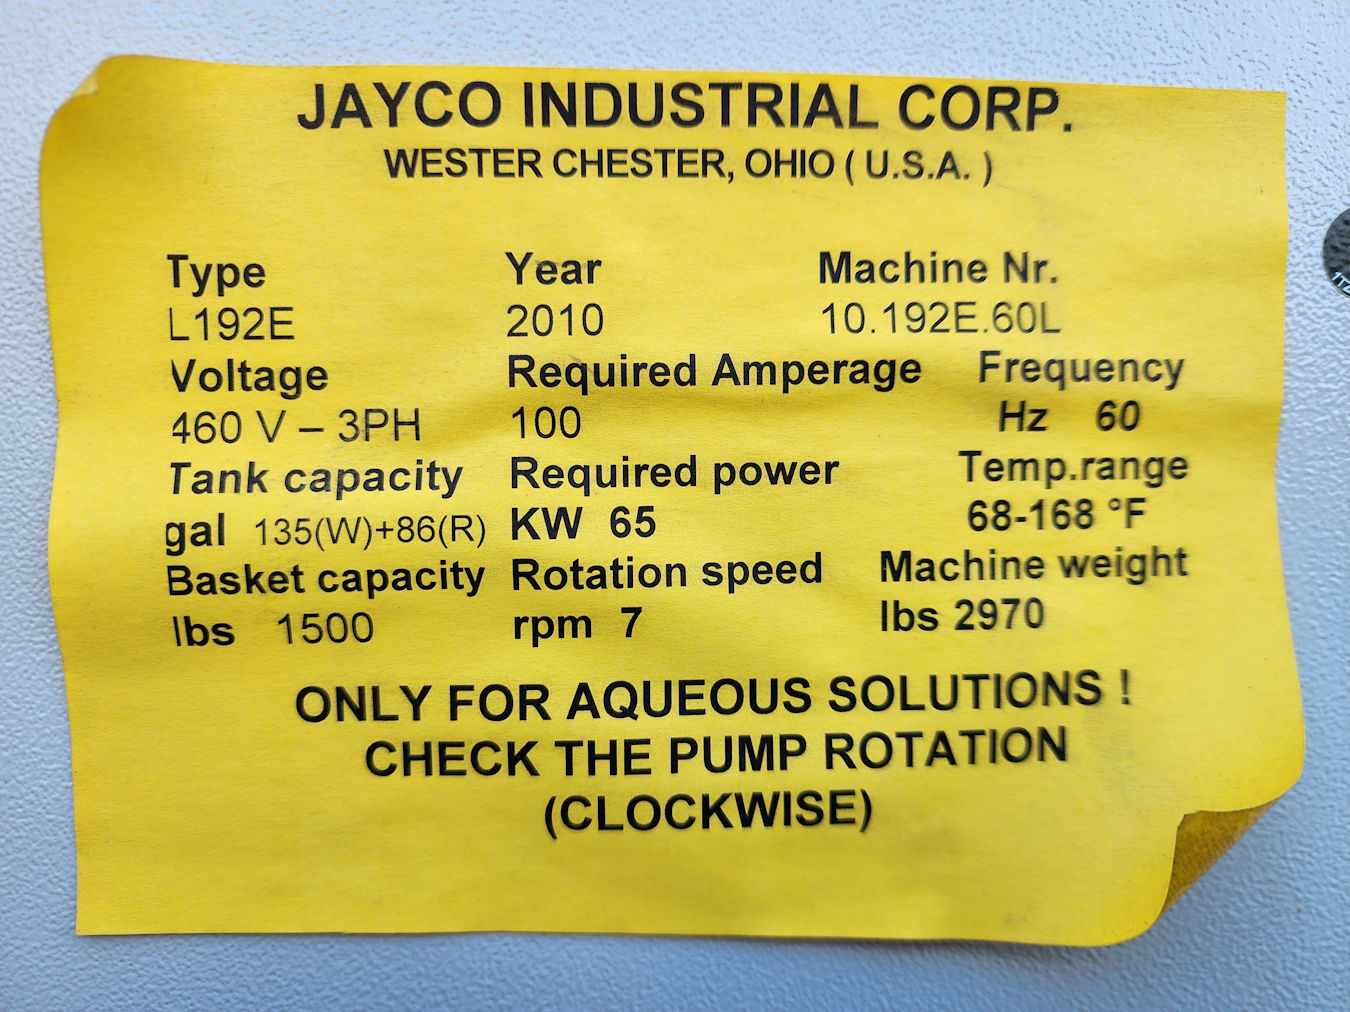 JAYCO INDUSTRIAL CORP.
WESTER CHESTER, OHIO ( U.S.A. )
Type Year Machine Nr.
L192E 2010 10.192E.60L
Voltage Required Amperage Frequency
460 V – 3PH 100 Hz 60
Tank capacity Required power Temp.range
gal 135(W)+86(R) KW 65 68-168 °F
Basket capacity Rotation speed Machine weight
lbs 1500 rpm 7 lbs 2970
ONLY FOR AQUEOUS SOLUTIONS !
CHECK THE PUMP ROTATION
(CLOCKWISE)